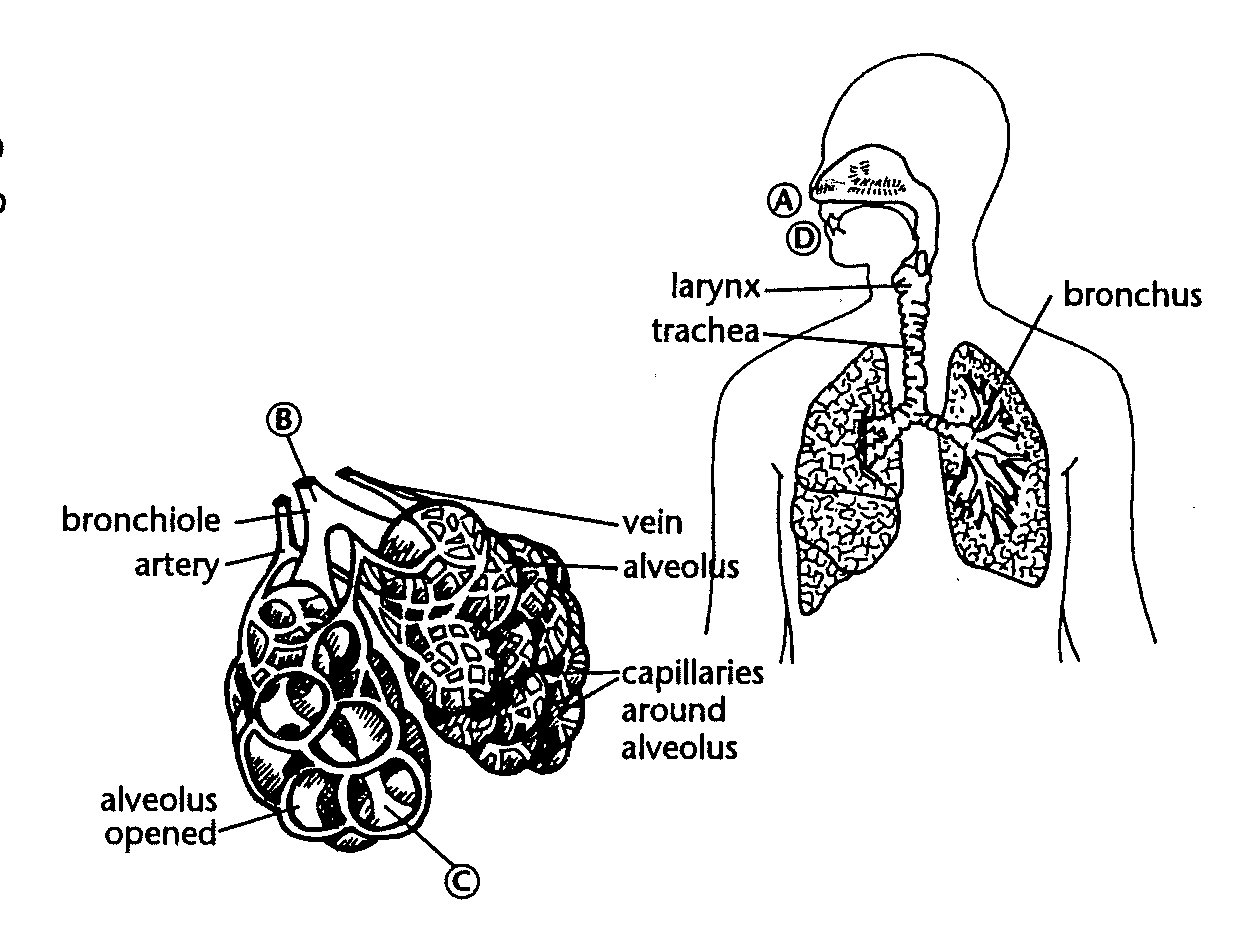 A
D
larynx
trachea
bronchus
B
bronchiole
artery
vein
alveolus
capillaries
around
alveolus
alveolus
opened
C